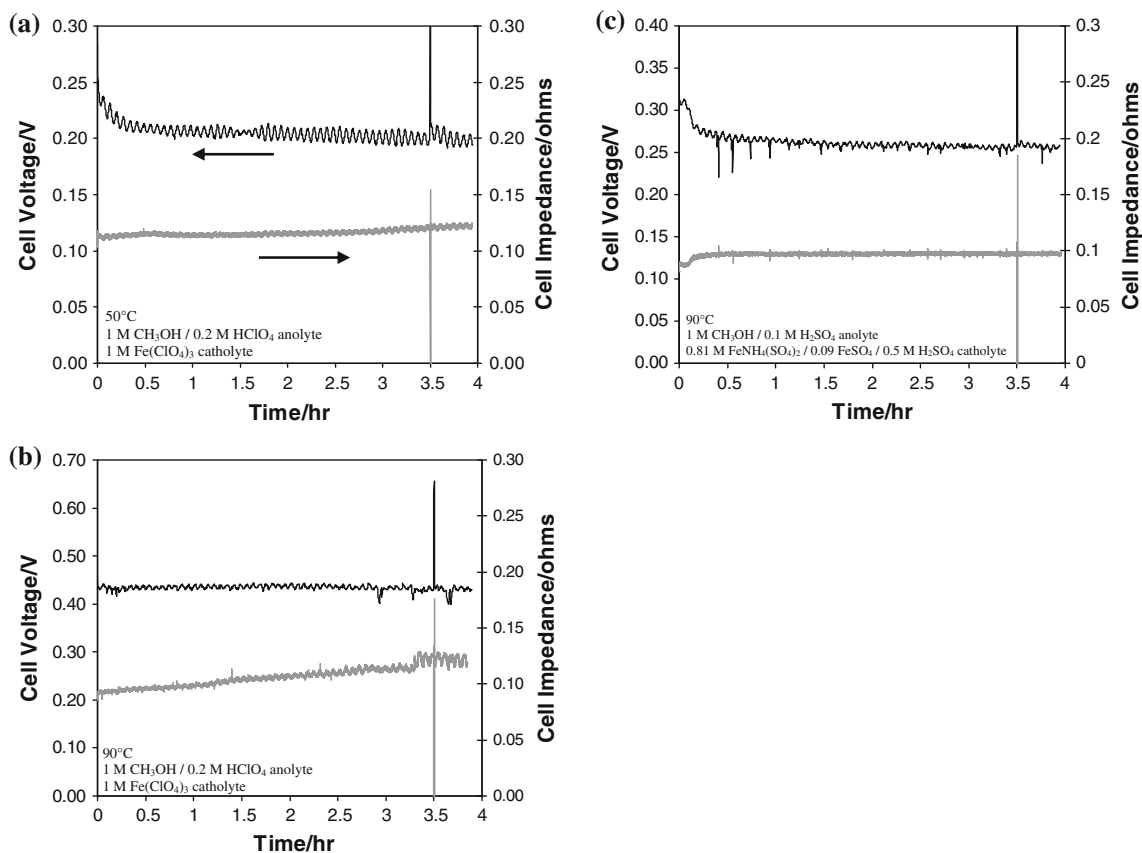 (a)
0.30
0.25
0.20
0.15
0.10
0.05
0.00
Cell Voltage/V
0.30
0.25
0.20
0.15
0.10
0.05
0.00
Cell Impedance/ohms
50°C
1 M CH₃OH / 0.2 M HClO₄ anolyte
1 M Fe(ClO₄)₃ catholyte
0 0.5 1 1.5 2 2.5 3 3.5 4
Time/hr
(c)
0.40
0.35
0.30
0.25
0.20
0.15
0.10
0.05
0.00
Cell Voltage/V
0.3
0.25
0.2
0.15
0.1
0.05
0
Cell Impedance/ohms
90°C
1 M CH₃OH / 0.1 M H₂SO₄ anolyte
0.81 M FeNH₄(SO₄)₂ / 0.09 FeSO₄ / 0.5 M H₂SO₄ catholyte
0 0.5 1 1.5 2 2.5 3 3.5 4
Time/hr
(b)
0.70
0.60
0.50
0.40
0.30
0.20
0.10
0.00
Cell Voltage/V
0.30
0.25
0.20
0.15
0.10
0.05
0.00
Cell Impedance/ohms
90°C
1 M CH₃OH / 0.2 M HClO₄ anolyte
1 M Fe(ClO₄)₃ catholyte
0 0.5 1 1.5 2 2.5 3 3.5 4
Time/hr